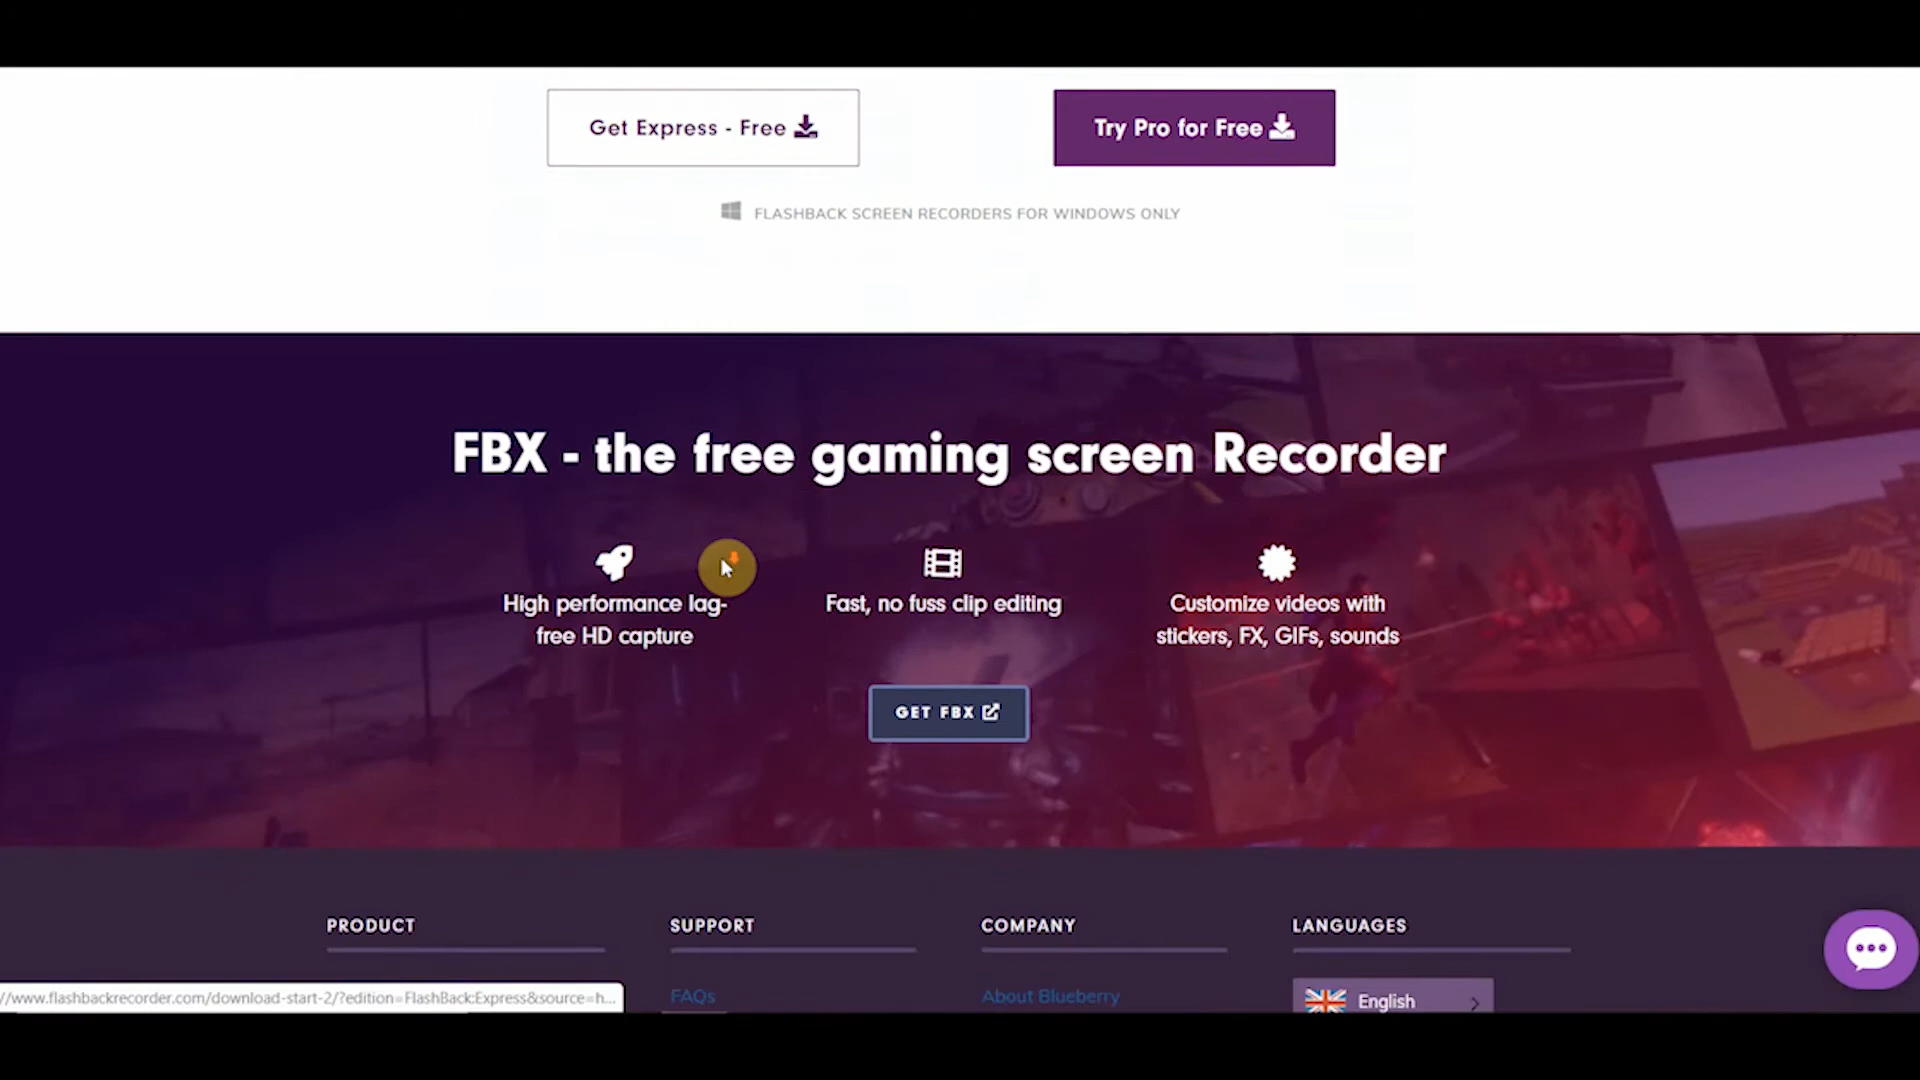 Get Express - Free
Try Pro for Free
FLASHBACK SCREEN RECORDERS FOR WINDOWS ONLY
FBX - the free gaming screen Recorder
High performance lag-
free HD capture
Fast, no fuss clip editing
Customize videos with
stickers, FX, GIFs, sounds
GET FBX
PRODUCT
SUPPORT
COMPANY
LANGUAGES
//www.flashbackrecorder.com/download-start-2/?edition=FlashBackExpress&source=h...
FAQs
About Blueberry
English